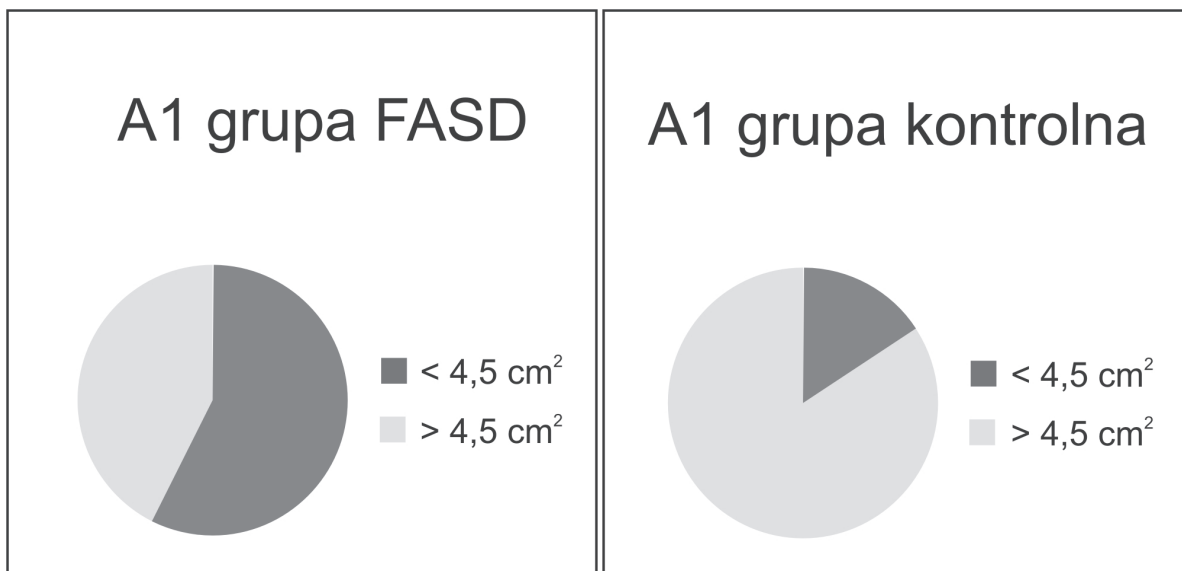 A1 grupa FASD
< 4,5 cm²
> 4,5 cm²
A1 grupa kontrolna
< 4,5 cm²
> 4,5 cm²